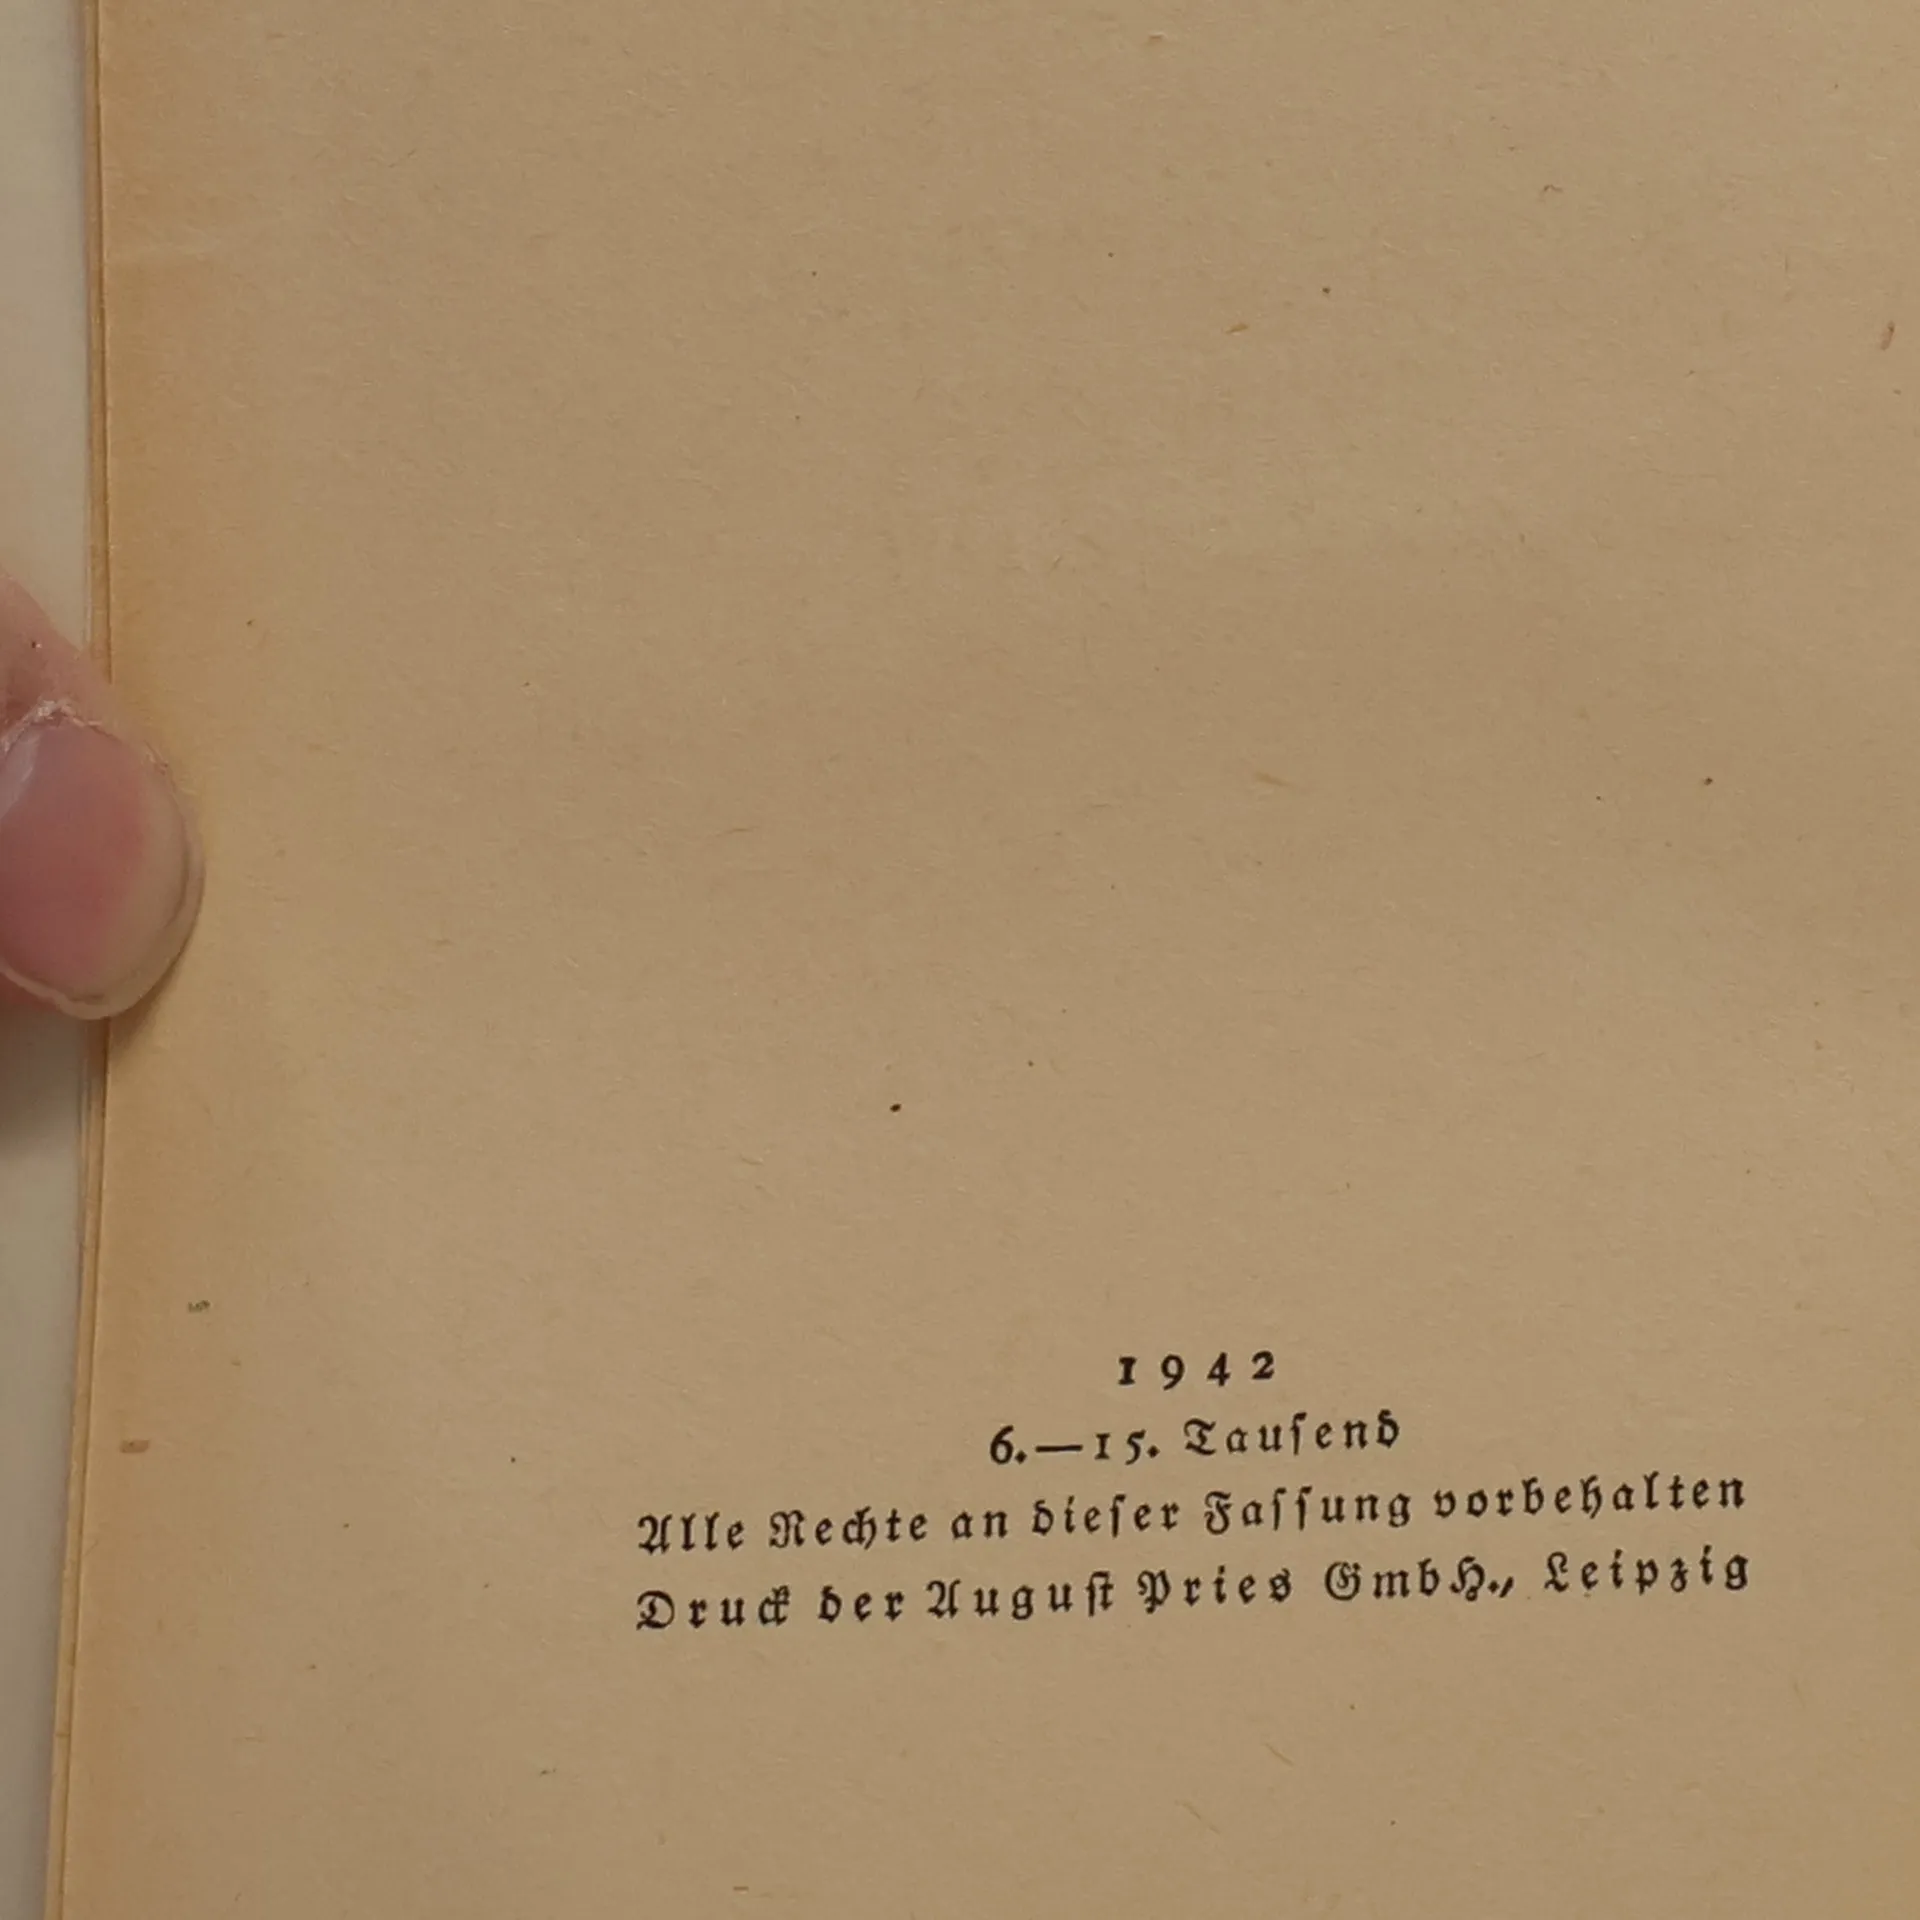 1942
6.—15. Tauſend
Alle Rechte an dieſer Faſſung vorbehalten
Druck der Auguſt Pries GmbH., Leipzig